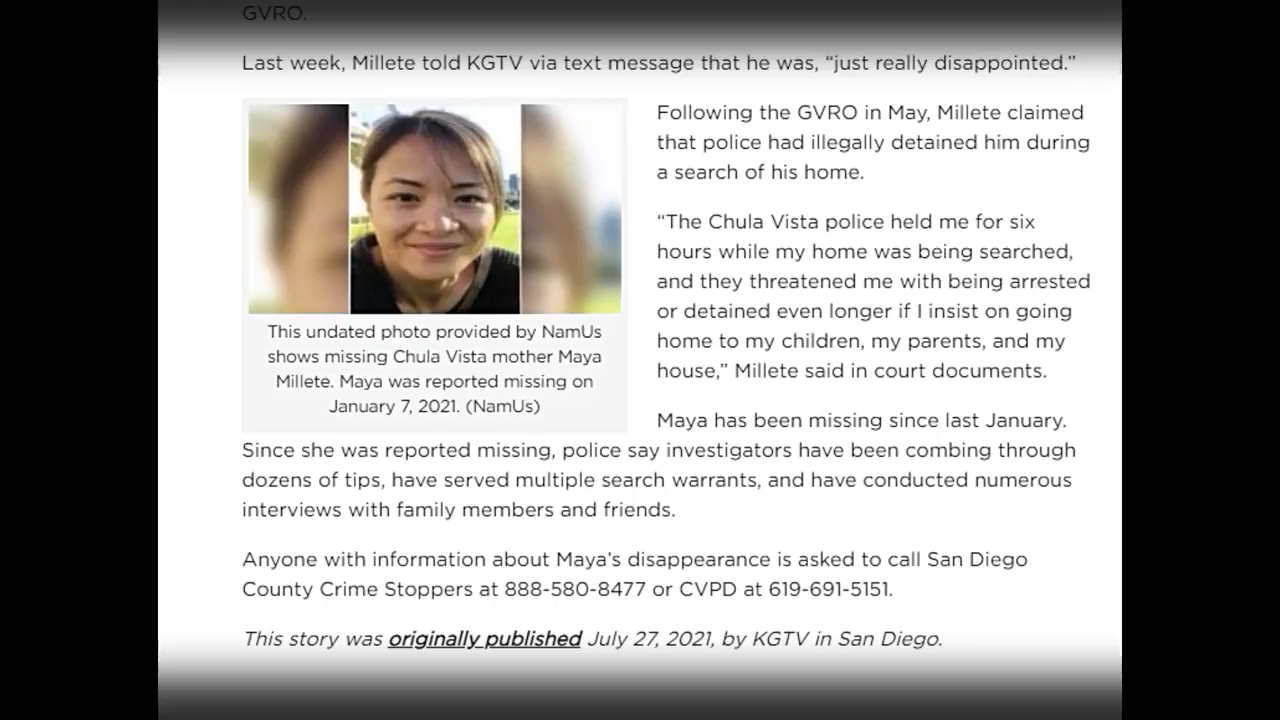 GVRO.
Last week, Millete told KGTV via text message that he was, “just really disappointed.”
This undated photo provided by NamUs
shows missing Chula Vista mother Maya
Millete. Maya was reported missing on
January 7, 2021. (NamUs)
Following the GVRO in May, Millete claimed
that police had illegally detained him during
a search of his home.
“The Chula Vista police held me for six
hours while my home was being searched,
and they threatened me with being arrested
or detained even longer if I insist on going
home to my children, my parents, and my
house,” Millete said in court documents.
Maya has been missing since last January.
Since she was reported missing, police say investigators have been combing through
dozens of tips, have served multiple search warrants, and have conducted numerous
interviews with family members and friends.
Anyone with information about Maya’s disappearance is asked to call San Diego
County Crime Stoppers at 888-580-8477 or CVPD at 619-691-5151.
This story was originally published July 27, 2021, by KGTV in San Diego.